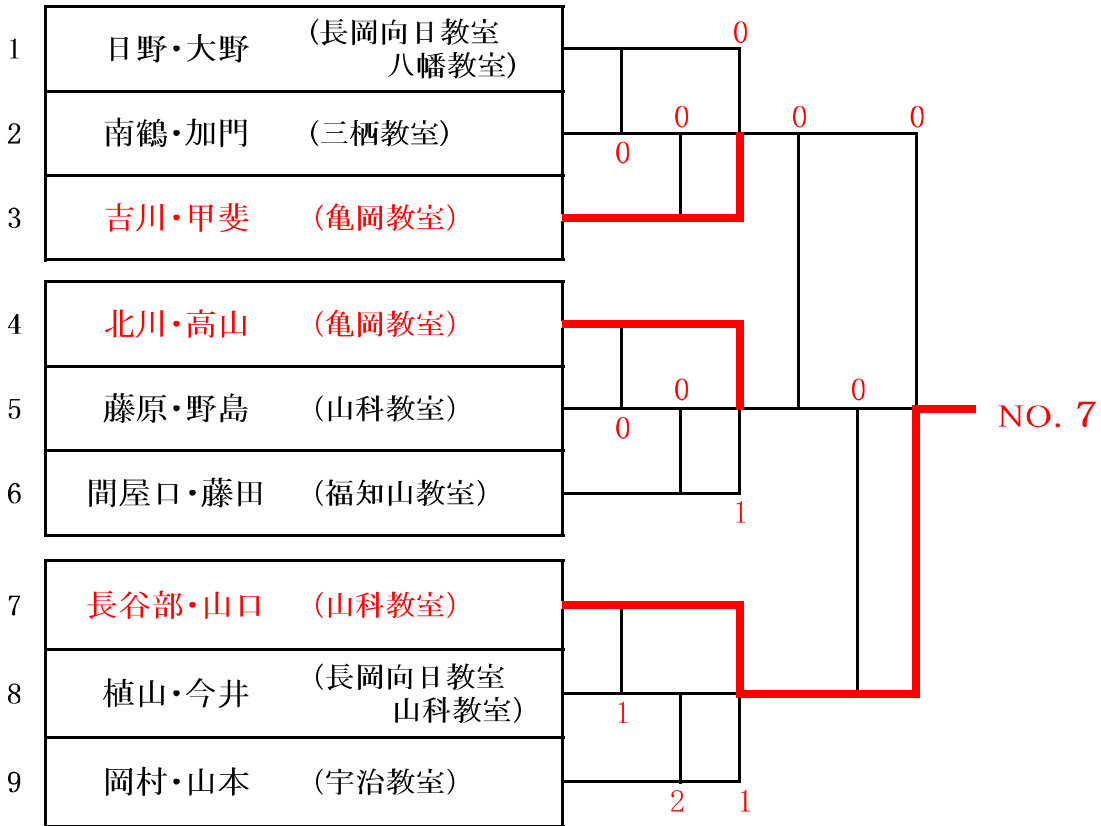 0
1 日野・大野 (長岡向日教室
八幡教室)
0 0 0
2 南鶴・加門 (三栖教室)
0
3 吉川・甲斐 (亀岡教室)
4 北川・高山 (亀岡教室)
0 0
5 藤原・野島 (山科教室)
NO. 7
0
6 間屋口・藤田 (福知山教室)
1
7 長谷部・山口 (山科教室)
8 植山・今井 (長岡向日教室
山科教室)
1
9 岡村・山本 (宇治教室)
2 1